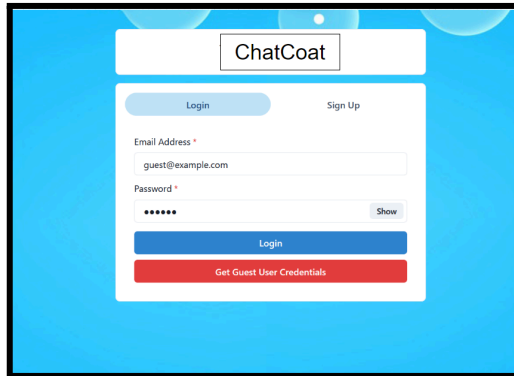 ChatCoat
Login Sign Up
Email Address *
guest@example.com
Password *
●●●●●● Show
Login
Get Guest User Credentials